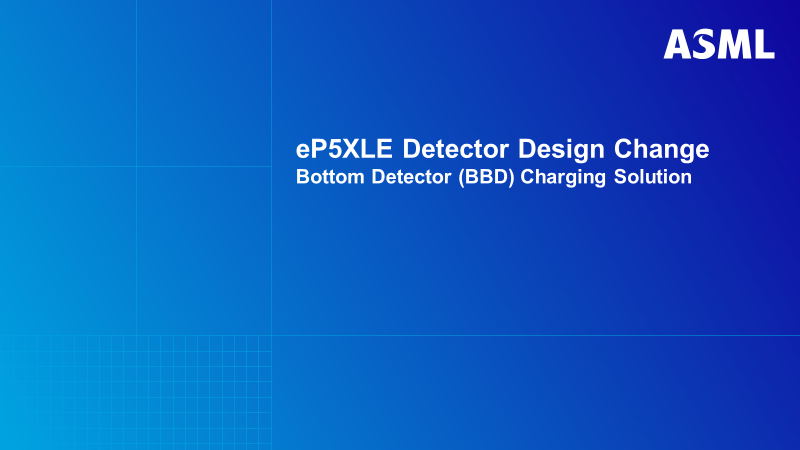 ASML
eP5XLE Detector Design Change
Bottom Detector (BBD) Charging Solution